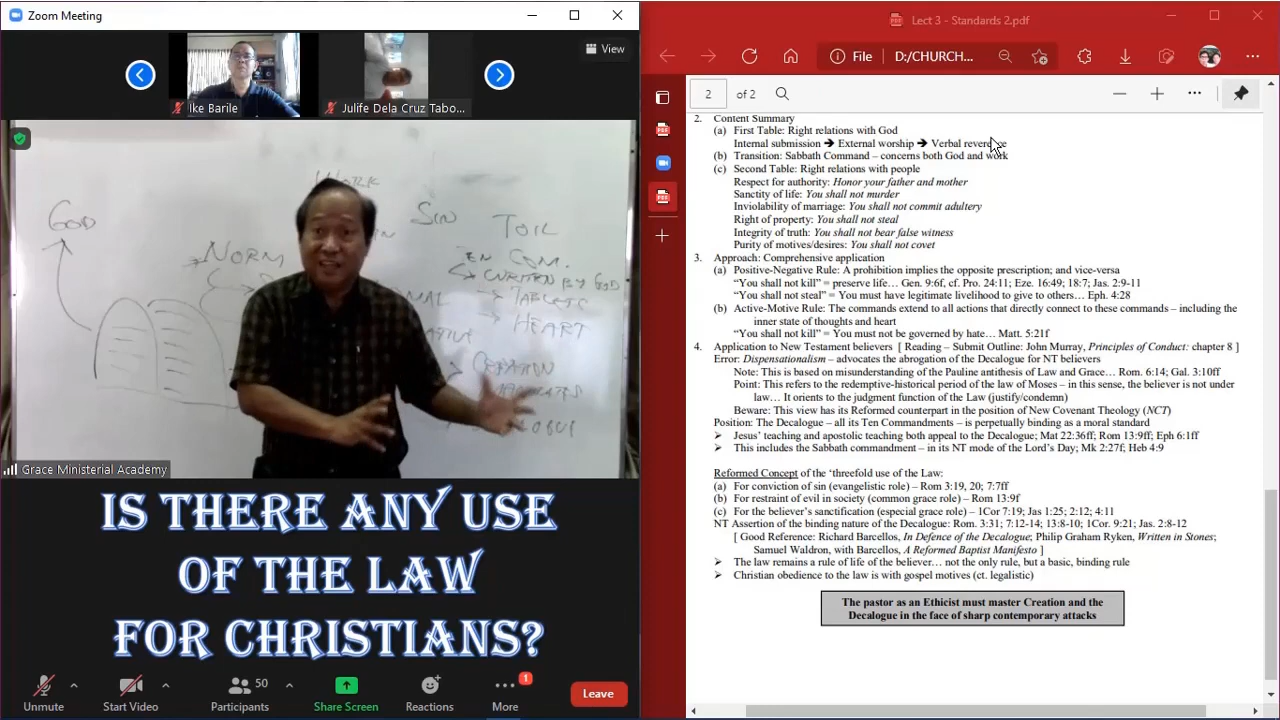 Zoom Meeting
View
Ike Barile
Julife Dela Cruz Tabo...
GOD
WORK
SIN
TOIL
NORM
TEN COM.
WRITTEN BY GOD
TABLETS
HEART
Grace Ministerial Academy
IS THERE ANY USE
OF THE LAW
FOR CHRISTIANS?
Unmute
Start Video
50
Participants
Share Screen
Reactions
1
More
Leave
Lect 3 - Standards 2.pdf
File
D:/CHURCH...
2 of 2
2. Content Summary
(a) First Table: Right relations with God
Internal submission ➔ External worship ➔ Verbal reverence
(b) Transition: Sabbath Command – concerns both God and work
(c) Second Table: Right relations with people
Respect for authority: Honor your father and mother
Sanctity of life: You shall not murder
Inviolability of marriage: You shall not commit adultery
Right of property: You shall not steal
Integrity of truth: You shall not bear false witness
Purity of motives/desires: You shall not covet
3. Approach: Comprehensive application
(a) Positive-Negative Rule: A prohibition implies the opposite prescription; and vice-versa
“You shall not kill” = preserve life… Gen. 9:6f, cf. Pro. 24:11; Eze. 16:49; 18:7; Jas. 2:9-11
“You shall not steal” = You must have legitimate livelihood to give to others… Eph. 4:28
(b) Active-Motive Rule: The commands extend to all actions that directly connect to these commands – including the
inner state of thoughts and heart
“You shall not kill” = You must not be governed by hate… Matt. 5:21f
4. Application to New Testament believers [ Reading – Submit Outline: John Murray, Principles of Conduct: chapter 8 ]
Error: Dispensationalism – advocates the abrogation of the Decalogue for NT believers
Note: This is based on misunderstanding of the Pauline antithesis of Law and Grace… Rom. 6:14; Gal. 3:10ff
Point: This refers to the redemptive-historical period of the law of Moses – in this sense, the believer is not under
law… It orients to the judgment function of the Law (justify/condemn)
Beware: This view has its Reformed counterpart in the position of New Covenant Theology (NCT)
Position: The Decalogue – all its Ten Commandments – is perpetually binding as a moral standard
➢ Jesus’ teaching and apostolic teaching both appeal to the Decalogue; Mat 22:36ff; Rom 13:9ff; Eph 6:1ff
➢ This includes the Sabbath commandment – in its NT mode of the Lord’s Day; Mk 2:27f; Heb 4:9
Reformed Concept of the ‘threefold use of the Law:
(a) For conviction of sin (evangelistic role) – Rom 3:19, 20; 7:7ff
(b) For restraint of evil in society (common grace role) – Rom 13:9f
(c) For the believer’s sanctification (especial grace role) – 1Cor 7:19; Jas 1:25; 2:12; 4:11
NT Assertion of the binding nature of the Decalogue: Rom. 3:31; 7:12-14; 13:8-10; 1Cor. 9:21; Jas. 2:8-12
[ Good Reference: Richard Barcellos, In Defence of the Decalogue; Philip Graham Ryken, Written in Stones;
Samuel Waldron, with Barcellos, A Reformed Baptist Manifesto ]
➢ The law remains a rule of life of the believer… not the only rule, but a basic, binding rule
➢ Christian obedience to the law is with gospel motives (ct. legalistic)
The pastor as an Ethicist must master Creation and the
Decalogue in the face of sharp contemporary attacks